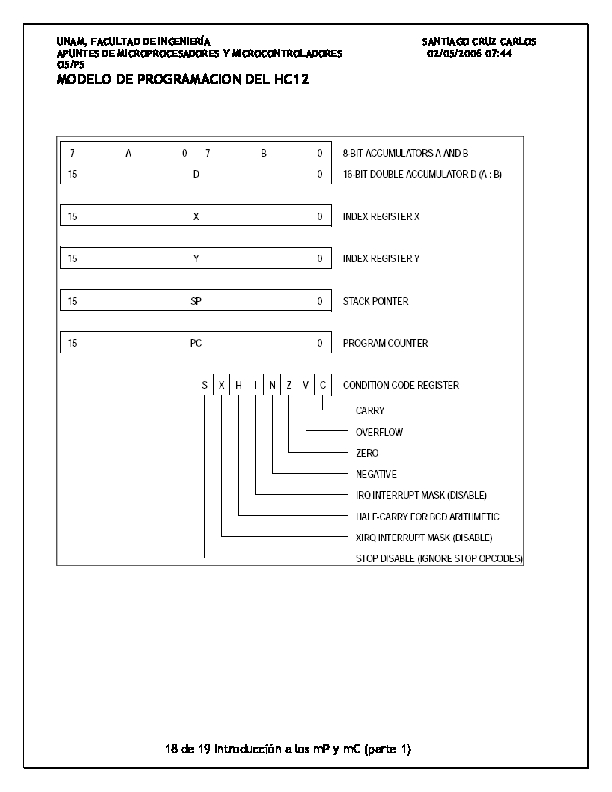 UNAM, FACULTAD DE INGENIERÍA SANTIAGO CRUZ CARLOS
APUNTES DE MICROPROCESADORES Y MICROCONTROLADORES 02/05/2006 07:44
05/P5
MODELO DE PROGRAMACION DEL HC12
7 A 0 7 B 0 8-BIT ACCUMULATORS A AND B
15 D 0 16-BIT DOUBLE ACCUMULATOR D (A : B)
15 X 0 INDEX REGISTER X
15 Y 0 INDEX REGISTER Y
15 SP 0 STACK POINTER
15 PC 0 PROGRAM COUNTER
S X H I N Z V C CONDITION CODE REGISTER
CARRY
OVERFLOW
ZERO
NEGATIVE
IRQ INTERRUPT MASK (DISABLE)
HALF-CARRY FOR BCD ARITHMETIC
XIRQ INTERRUPT MASK (DISABLE)
STOP DISABLE (IGNORE STOP OPCODES)
18 de 19 Introducción a los mP y mC (parte 1)